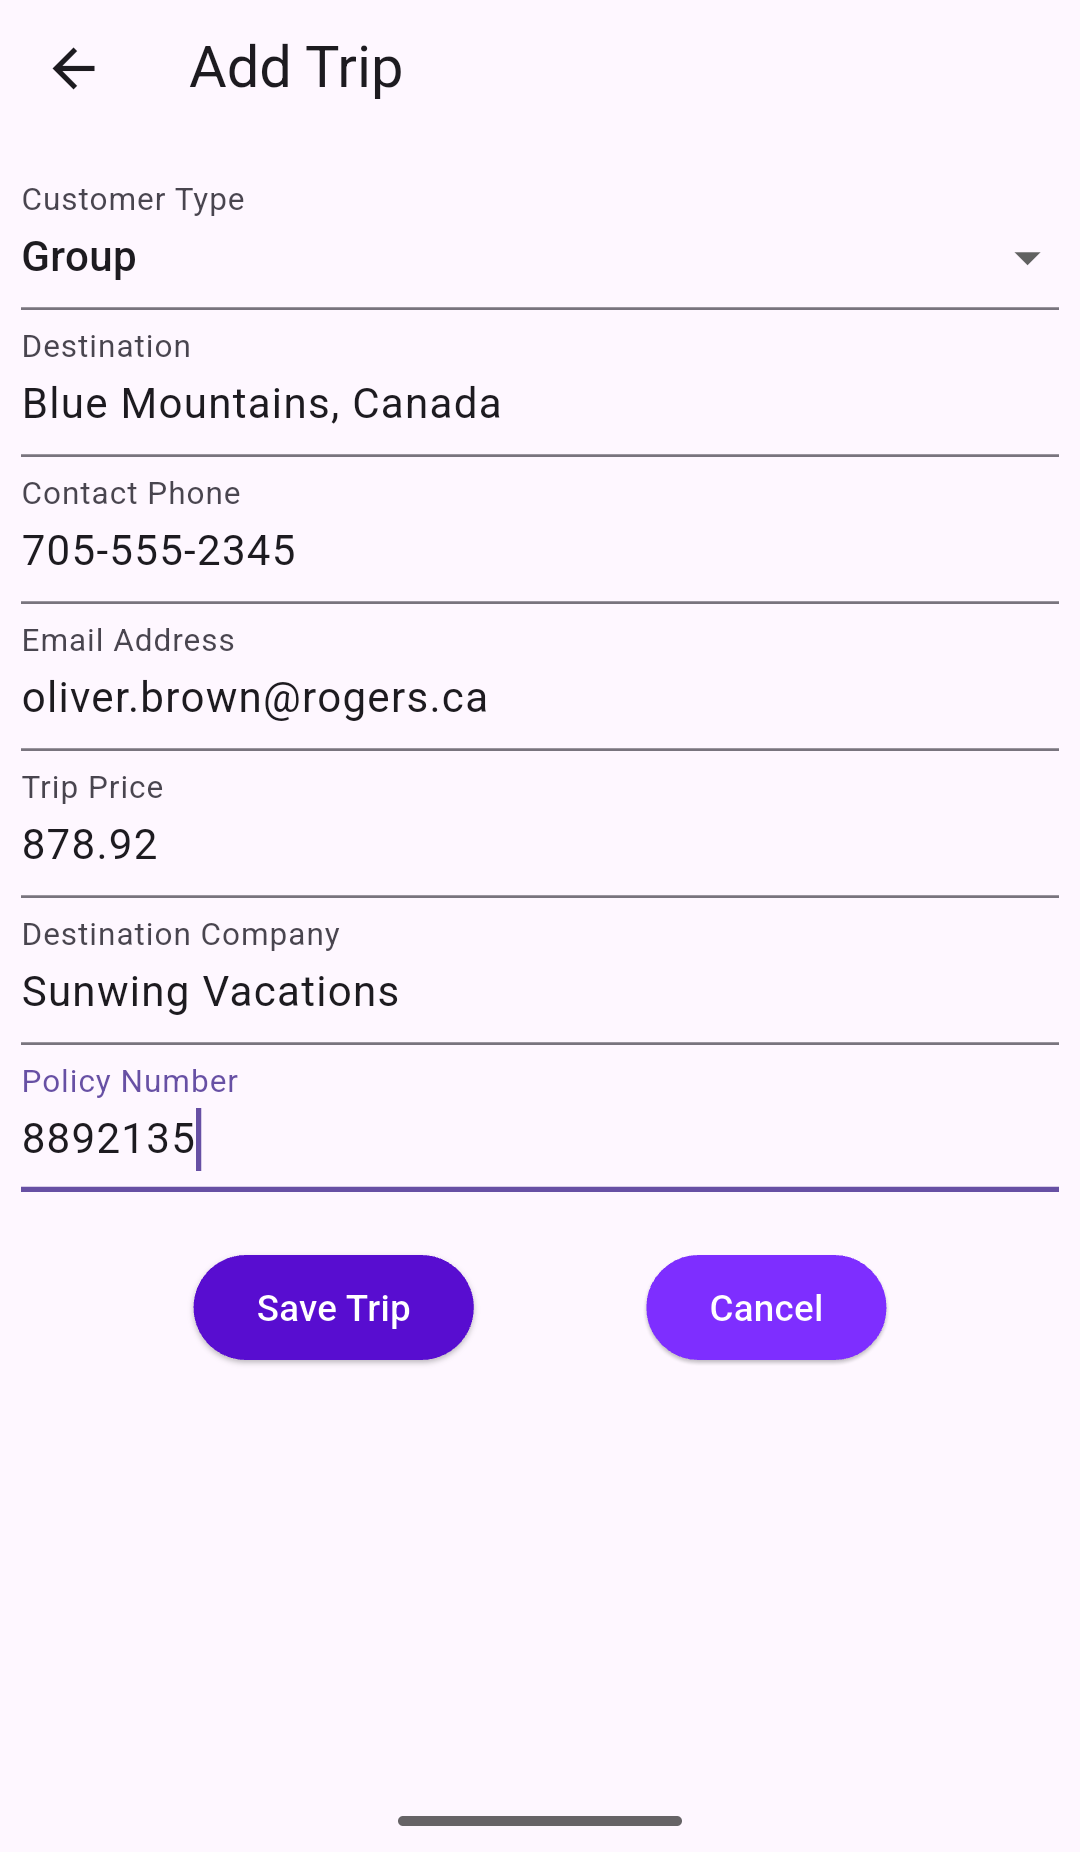 Add Trip
Customer Type
Group
Destination
Blue Mountains, Canada
Contact Phone
705-555-2345
Email Address
oliver.brown@rogers.ca
Trip Price
878.92
Destination Company
Sunwing Vacations
Policy Number
8892135
Save Trip
Cancel